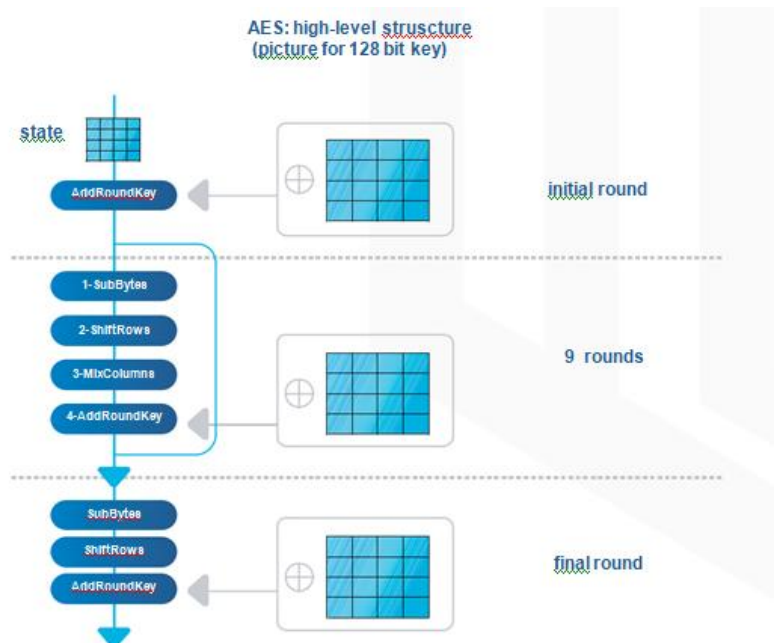 AES: high-level struscture
(picture for 128 bit key)
state
AddRoundKey
initial round
1-SubBytes
2-ShiftRows
3-MixColumns
9 rounds
4-AddRoundKey
SubBytes
ShiftRows
final round
AddRoundKey